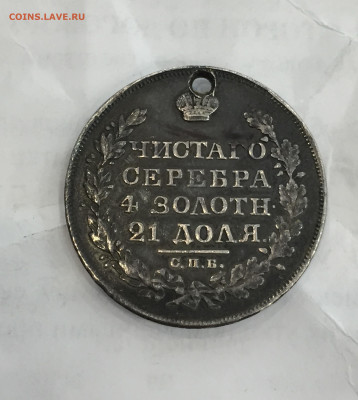 COINS.LAVE.RU
ЧИСТАГО
СЕРЕБРА
4 ЗОЛОТН
21 ДОЛЯ
С.П.Б.